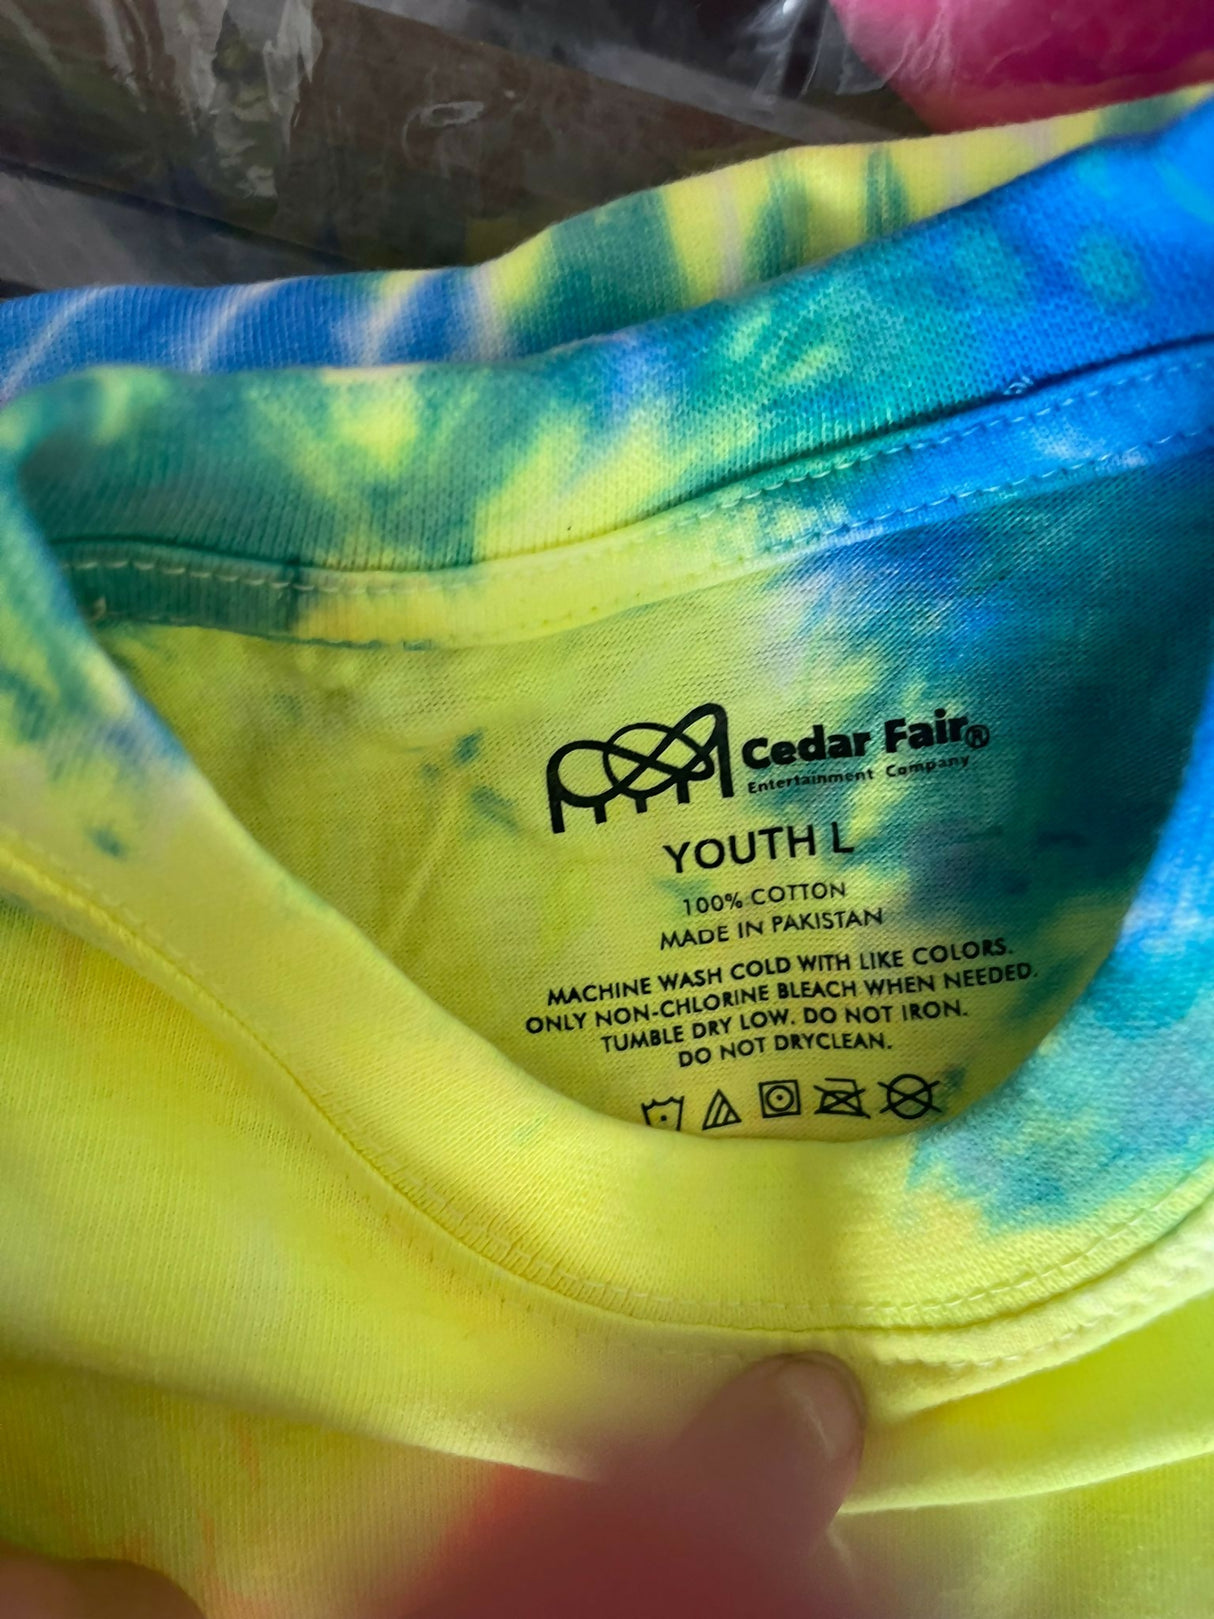 Cedar Fair®
Entertainment Company
YOUTH L
100% COTTON
MADE IN PAKISTAN
MACHINE WASH COLD WITH LIKE COLORS.
ONLY NON-CHLORINE BLEACH WHEN NEEDED.
TUMBLE DRY LOW. DO NOT IRON.
DO NOT DRYCLEAN.